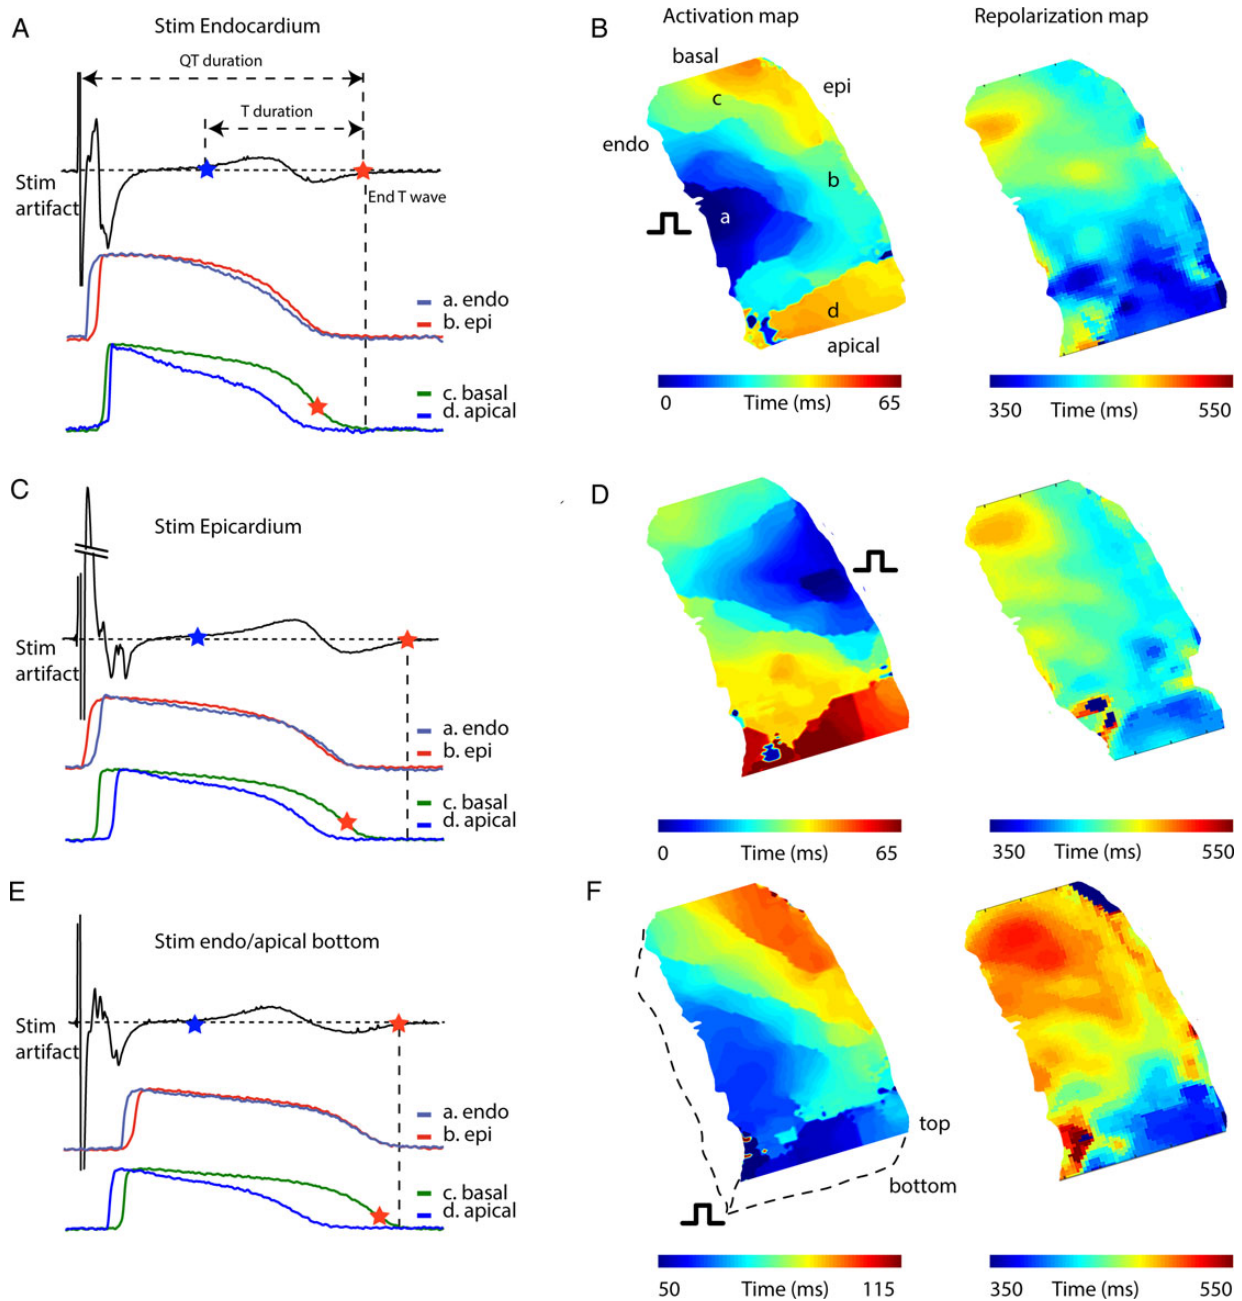 A
Stim Endocardium
QT duration
T duration
Stim
artifact
End T wave
a. endo
b. epi
c. basal
d. apical
B
Activation map
Repolarization map
basal
epi
c
endo
b
a
d
apical
0 Time (ms) 65
350 Time (ms) 550
C
Stim Epicardium
Stim
artifact
a. endo
b. epi
c. basal
d. apical
D
0 Time (ms) 65
350 Time (ms) 550
E
Stim endo/apical bottom
Stim
artifact
a. endo
b. epi
c. basal
d. apical
F
top
bottom
50 Time (ms) 115
350 Time (ms) 550